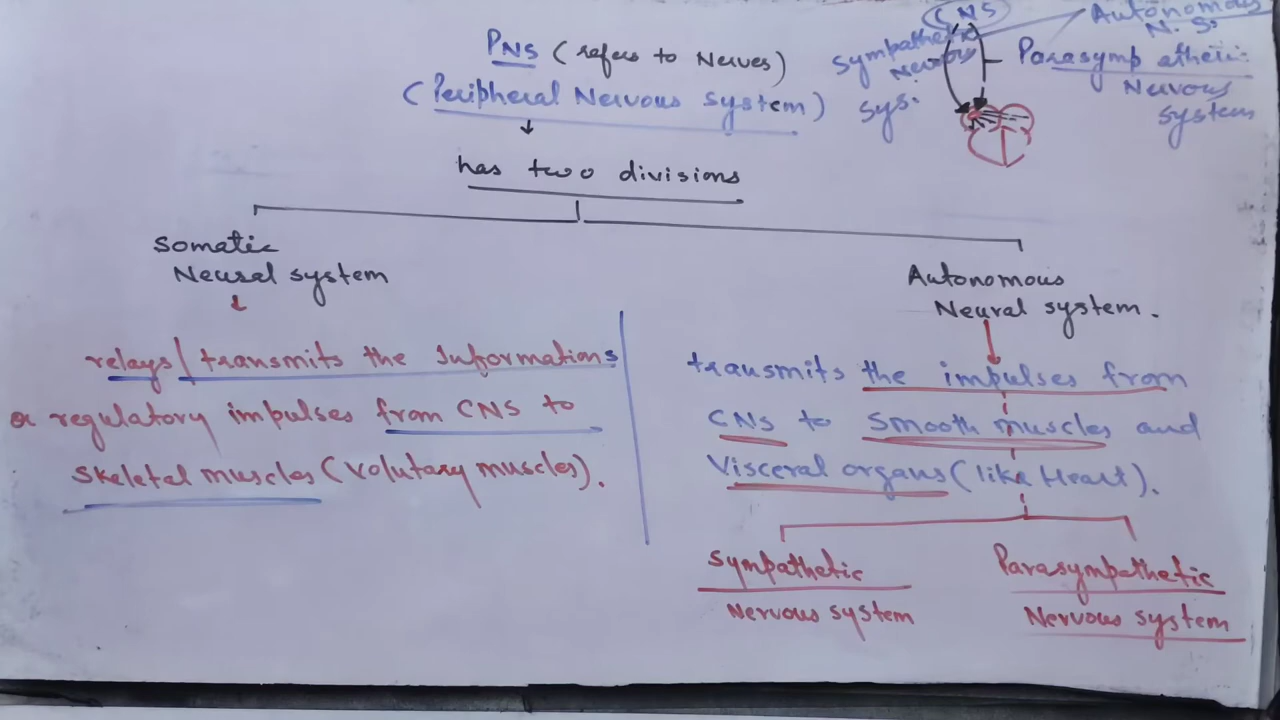 PNS (refers to Nerves)
(Peripheral Nervous system)
has two divisions
CNS
Autonomous
N.S.
Sympathetic
Nervous
Sys.
Parasympathetic
Nervous
system
Somatic
Neural system
relays/transmits the Informations
or regulatory impulses from CNS to
Skeletal muscles (Volutary muscles).
Autonomous
Neural system.
transmits the impulses from
CNS to Smooth muscles and
Visceral organs (like Heart).
Sympathetic
Nervous system
Parasympathetic
Nervous system